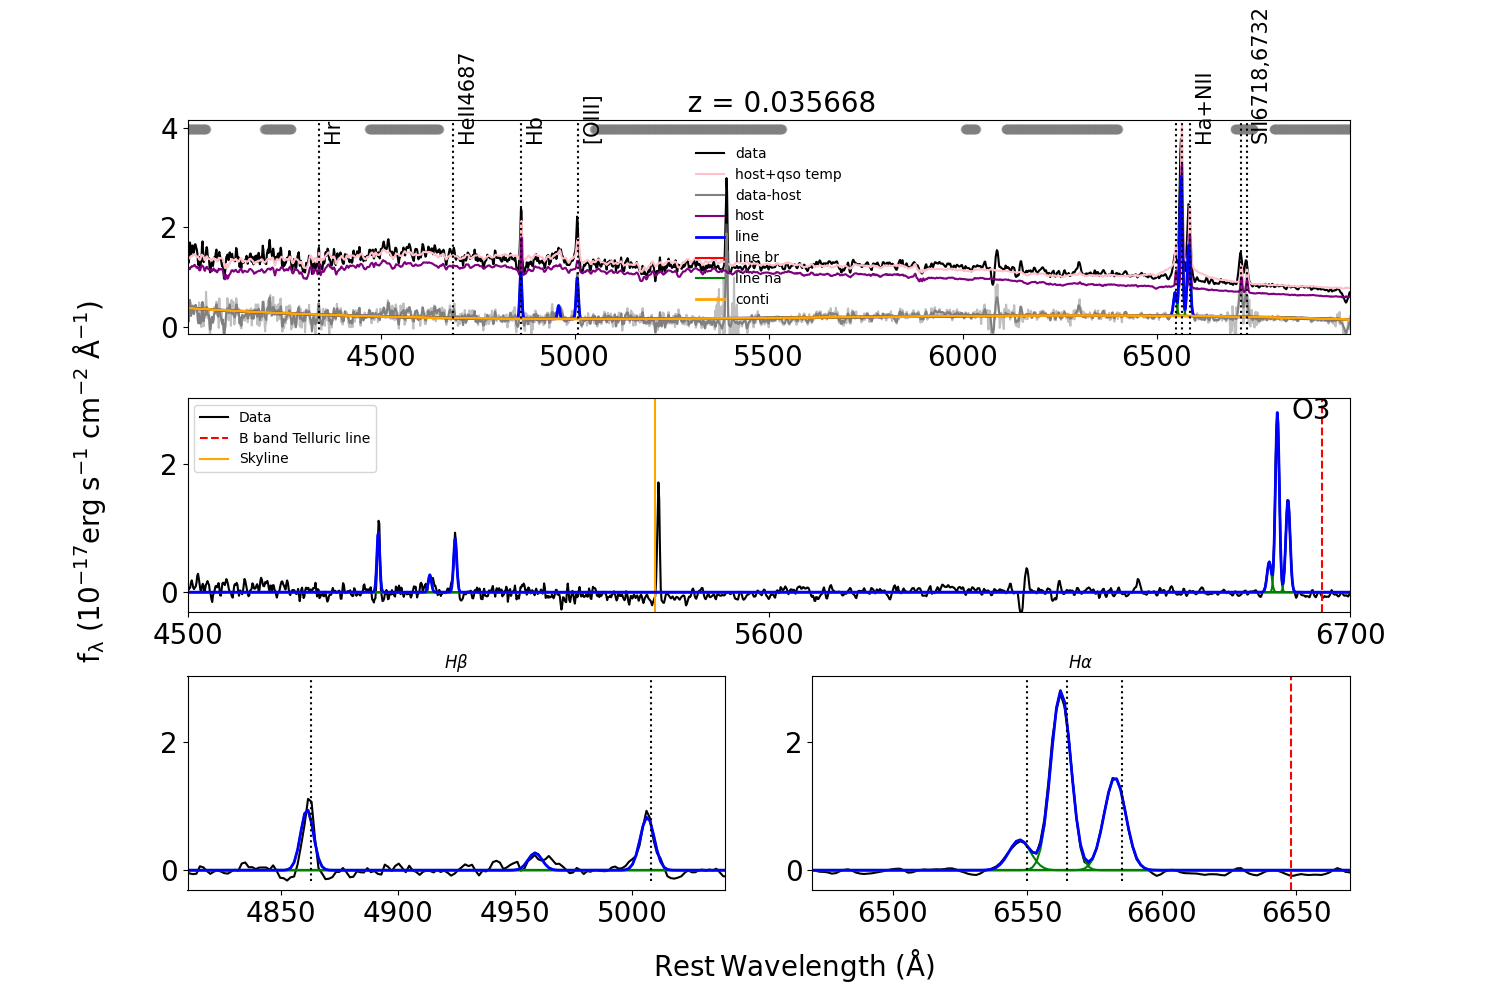 z = 0.035668
Hr
HeII4687
Hb
[OIII]
Ha+NII
SII6718,6732
4
2
0
data
host+qso temp
data-host
host
line
line br
line na
conti
4500 5000 5500 6000 6500
fλ (10⁻¹⁷erg s⁻¹ cm⁻² Å⁻¹)
Data
B band Telluric line
Skyline
O3
2
0
4500 5600 6700
Hβ
2
0
4850 4900 4950 5000
Hα
2
0
6500 6550 6600 6650
Rest Wavelength (Å)